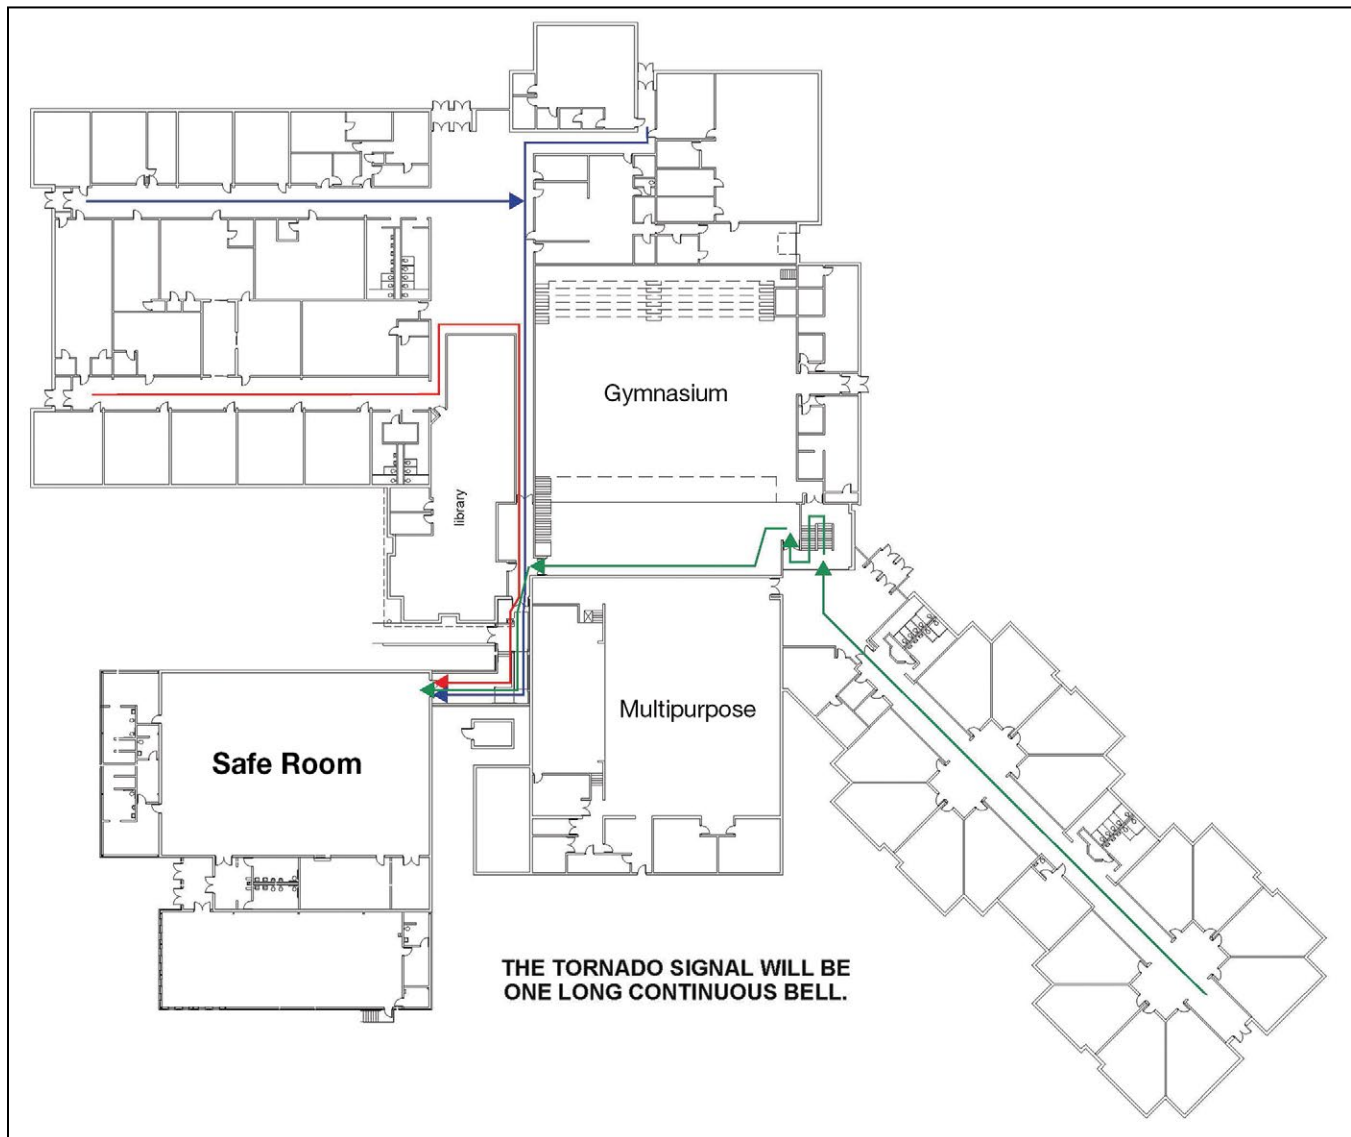 Gymnasium
library
Multipurpose
Safe Room
THE TORNADO SIGNAL WILL BE
ONE LONG CONTINUOUS BELL.